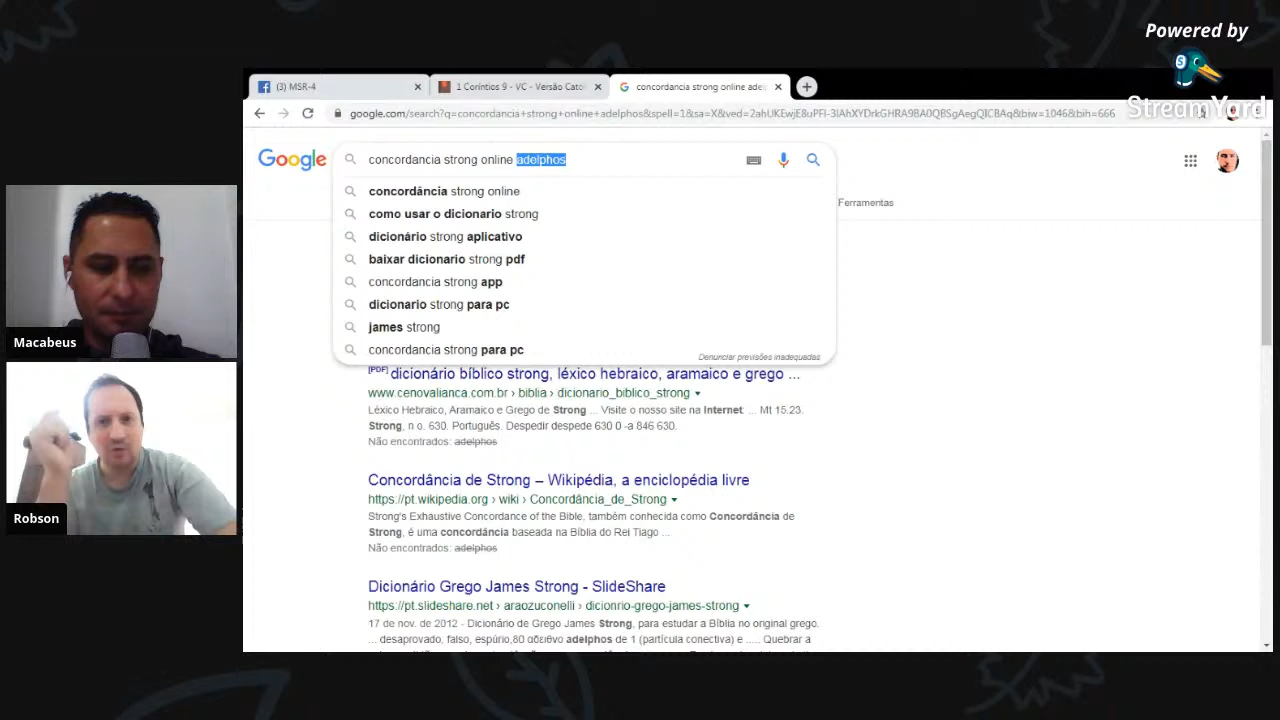 Powered by
StreamYard
(3) MSR-4
1 Coríntios 9 - VC - Versão Cató
concordancia strong online ade
google.com/search?q=concordancia+strong+online+adelphos&spell=1&sa=X&ved=2ahUKEwjE8uPFl-3lAhXYDrkGHRA9BA0QBSgAegQICBAq&biw=1046&bih=666
Google
concordancia strong online adelphos
concordância strong online
como usar o dicionario strong
dicionário strong aplicativo
baixar dicionario strong pdf
concordancia strong app
dicionario strong para pc
james strong
concordancia strong para pc
Denunciar previsões inadequadas
Ferramentas
[PDF] dicionário bíblico strong, léxico hebraico, aramaico e grego ...
www.cenovalianca.com.br › biblia › dicionario_biblico_strong
Léxico Hebraico, Aramaico e Grego de Strong ... Visite o nosso site na Internet: ... Mt 15.23.
Strong, n o. 630. Português. Despedir despede 630 0 -a 846 630.
Não encontrados: adelphos
Concordância de Strong – Wikipédia, a enciclopédia livre
https://pt.wikipedia.org › wiki › Concordância_de_Strong
Strong's Exhaustive Concordance of the Bible, também conhecida como Concordância de
Strong, é uma concordância baseada na Bíblia do Rei Tiago ...
Não encontrados: adelphos
Dicionário Grego James Strong - SlideShare
https://pt.slideshare.net › araozuconelli › dicionrio-grego-james-strong
17 de nov. de 2012 - Dicionário de Grego James Strong, para estudar a Bíblia no original grego.
... desaprovado, falso, espúrio,80 αδελφο adelphos de 1 (partícula conectiva) e ..... Quebrar a
Macabeus
Robson